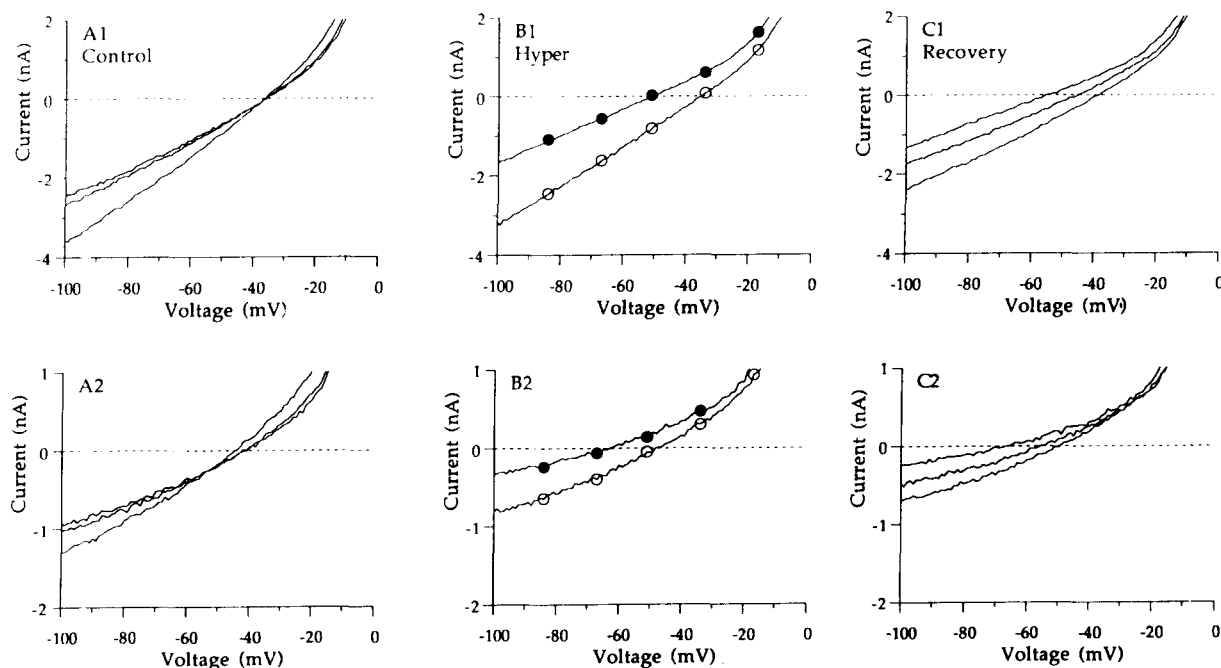 A1
Control
2
0
-2
-4
Current (nA)
-100 -80 -60 -40 -20 0
Voltage (mV)
B1
Hyper
2
0
-2
-4
Current (nA)
-100 -80 -60 -40 -20 0
Voltage (mV)
C1
Recovery
2
0
-2
-4
Current (nA)
-100 -80 -60 -40 -20 0
Voltage (mV)
A2
1
0
-1
-2
Current (nA)
-100 -80 -60 -40 -20 0
Voltage (mV)
B2
1
0
-1
-2
Current (nA)
-100 -80 -60 -40 -20 0
Voltage (mV)
C2
1
0
-1
-2
Current (nA)
-100 -80 -60 -40 -20 0
Voltage (mV)